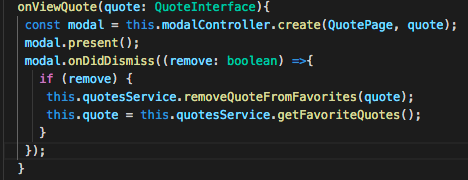 onViewQuote(quote: QuoteInterface){
const modal = this.modalController.create(QuotePage, quote);
modal.present();
modal.onDidDismiss((remove: boolean) =>{
if (remove) {
this.quotesService.removeQuoteFromFavorites(quote);
this.quote = this.quotesService.getFavoriteQuotes();
}
});
}